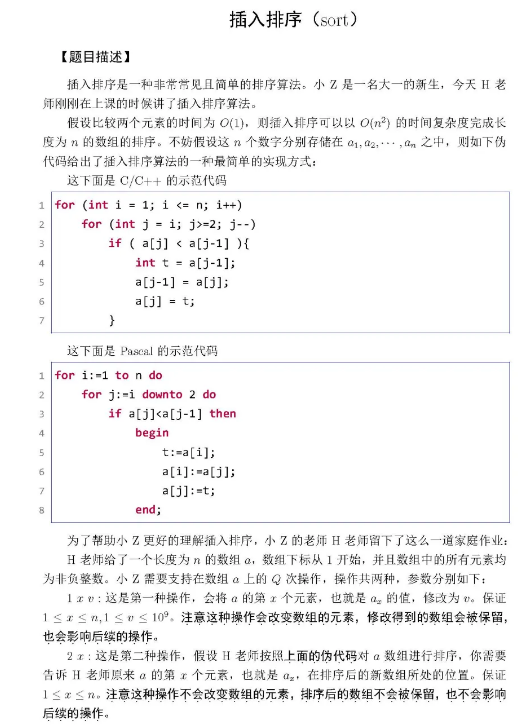 插入排序（sort）
【题目描述】
插入排序是一种非常常见且简单的排序算法。小 Z 是一名大一的新生，今天 H 老
师刚刚在上课的时候讲了插入排序算法。
假设比较两个元素的时间为 O(1)，则插入排序可以以 O(n²) 的时间复杂度完成长
度为 n 的数组的排序。不妨假设这 n 个数字分别存储在 a₁, a₂, ⋯ , aₙ 之中，则如下伪
代码给出了插入排序算法的一种最简单的实现方式：
这下面是 C/C++ 的示范代码
1 for (int i = 1; i <= n; i++)
2 for (int j = i; j>=2; j--)
3 if ( a[j] < a[j-1] ){
4 int t = a[j-1];
5 a[j-1] = a[j];
6 a[j] = t;
7 }
这下面是 Pascal 的示范代码
1 for i:=1 to n do
2 for j:=i downto 2 do
3 if a[j]<a[j-1] then
4 begin
5 t:=a[i];
6 a[i]:=a[j];
7 a[j]:=t;
8 end;
为了帮助小 Z 更好的理解插入排序，小 Z 的老师 H 老师留下了这么一道家庭作业：
H 老师给了一个长度为 n 的数组 a，数组下标从 1 开始，并且数组中的所有元素均
为非负整数。小 Z 需要支持在数组 a 上的 Q 次操作，操作共两种，参数分别如下：
1 x v：这是第一种操作，会将 a 的第 x 个元素，也就是 aₓ 的值，修改为 v。保证
1 ≤ x ≤ n, 1 ≤ v ≤ 10⁹。注意这种操作会改变数组的元素，修改得到的数组会被保留，
也会影响后续的操作。
2 x：这是第二种操作，假设 H 老师按照上面的伪代码对 a 数组进行排序，你需要
告诉 H 老师原来 a 的第 x 个元素，也就是 aₓ，在排序后的新数组所处的位置。保证
1 ≤ x ≤ n。注意这种操作不会改变数组的元素，排序后的数组不会被保留，也不会影响
后续的操作。